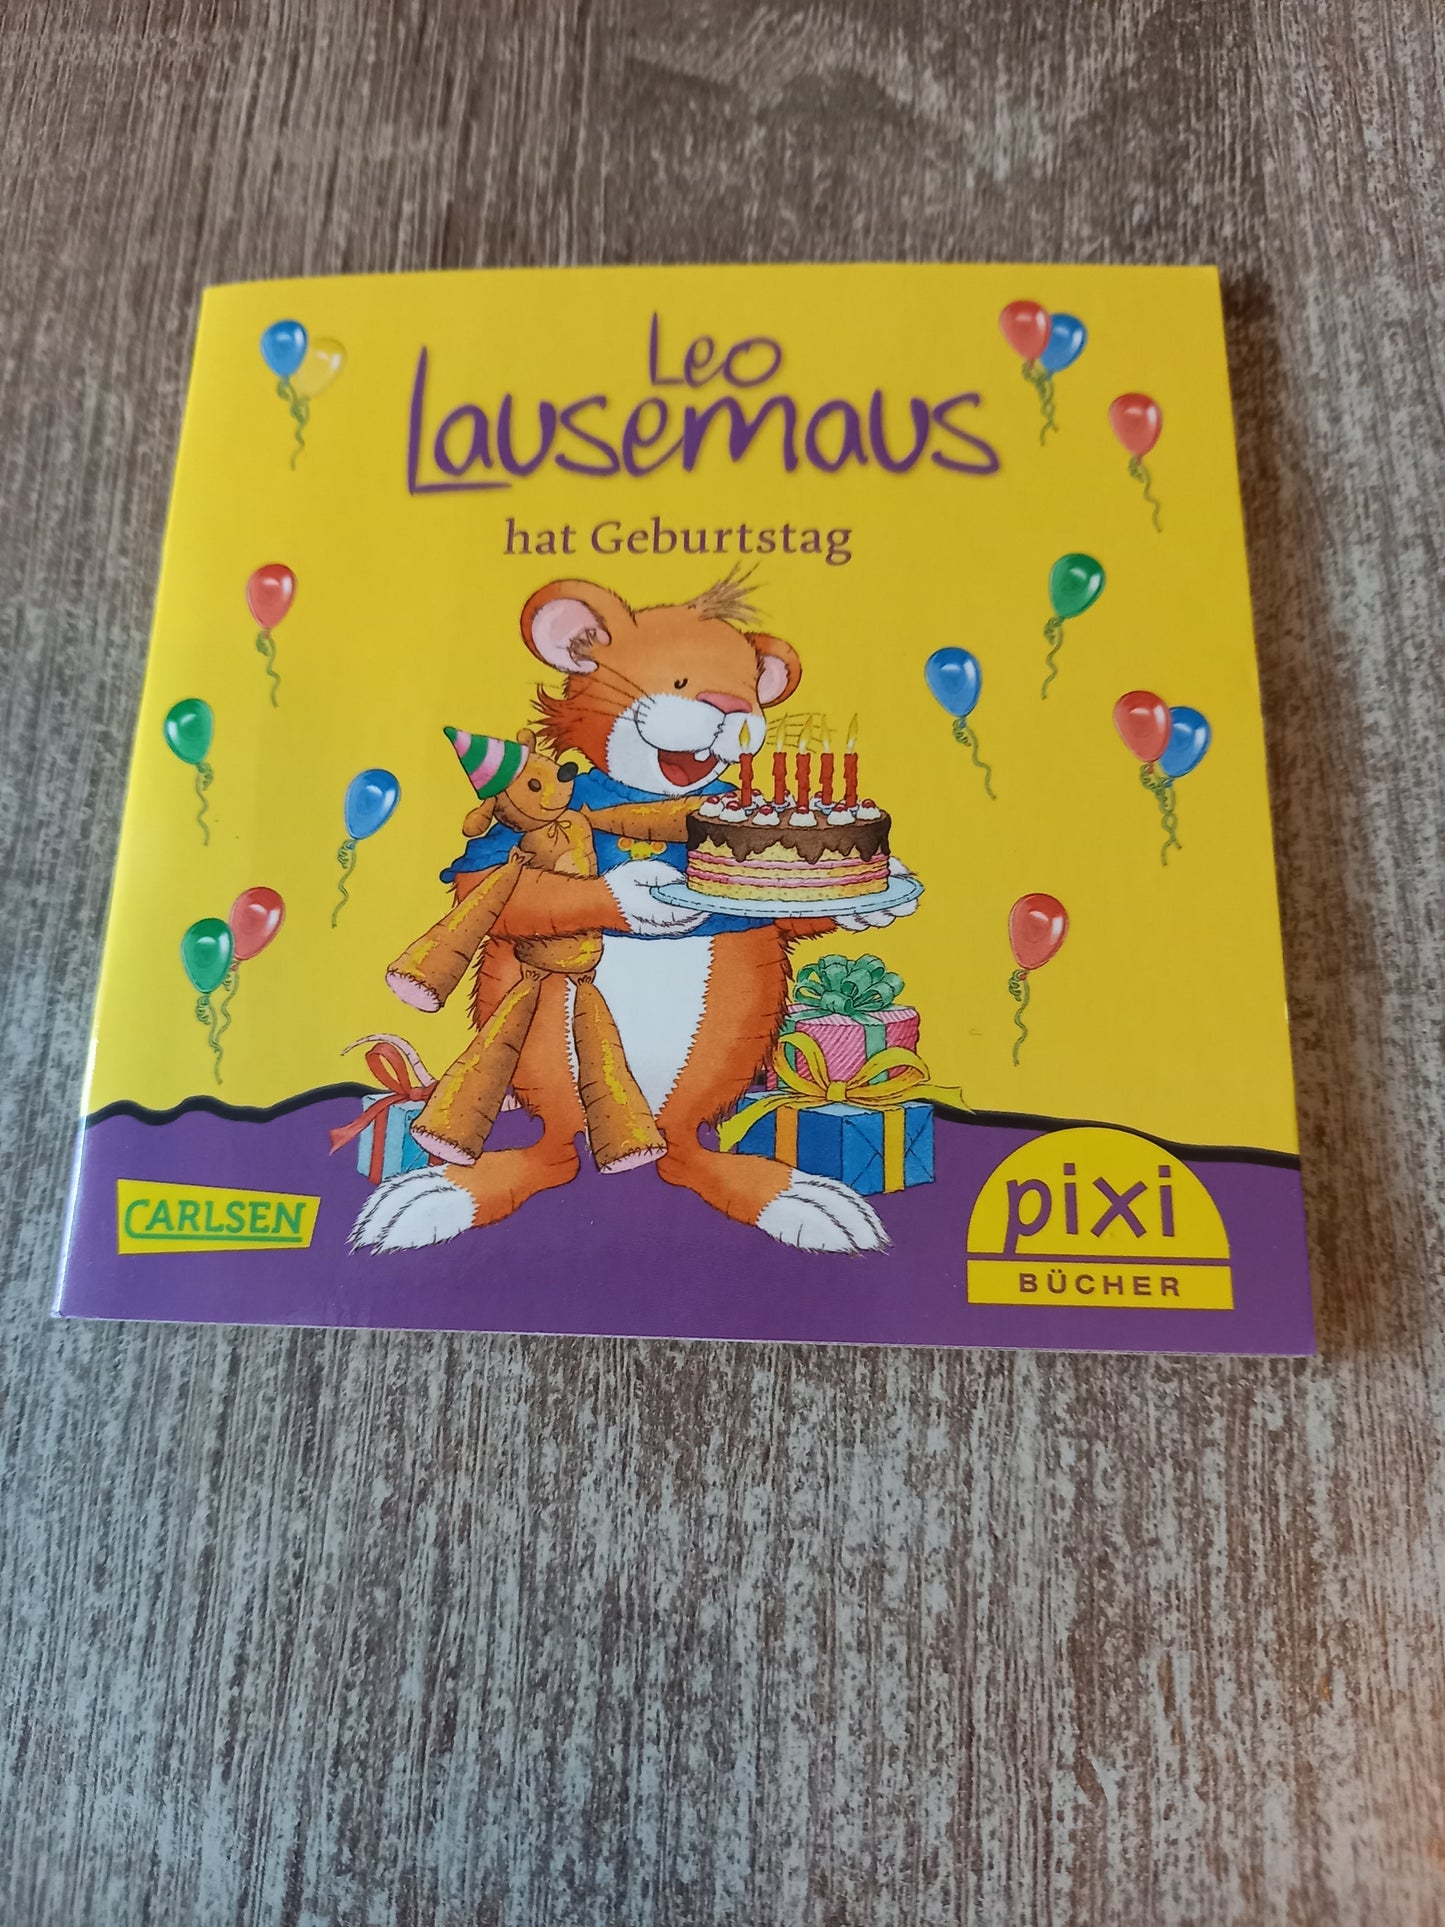 Leo
Lausemaus
hat Geburtstag
CARLSEN
pixi
BÜCHER